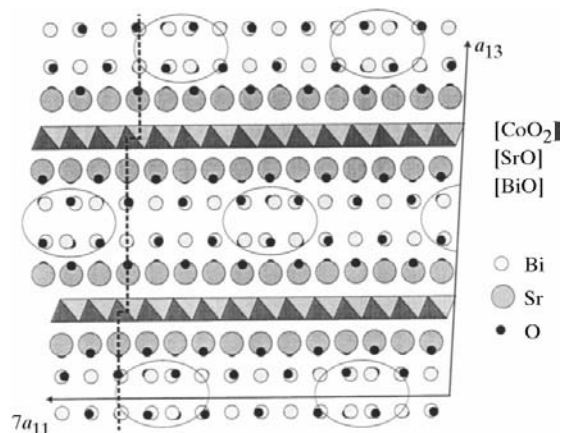 a13
[CoO2]
[SrO]
[BiO]
Bi
Sr
O
7a11